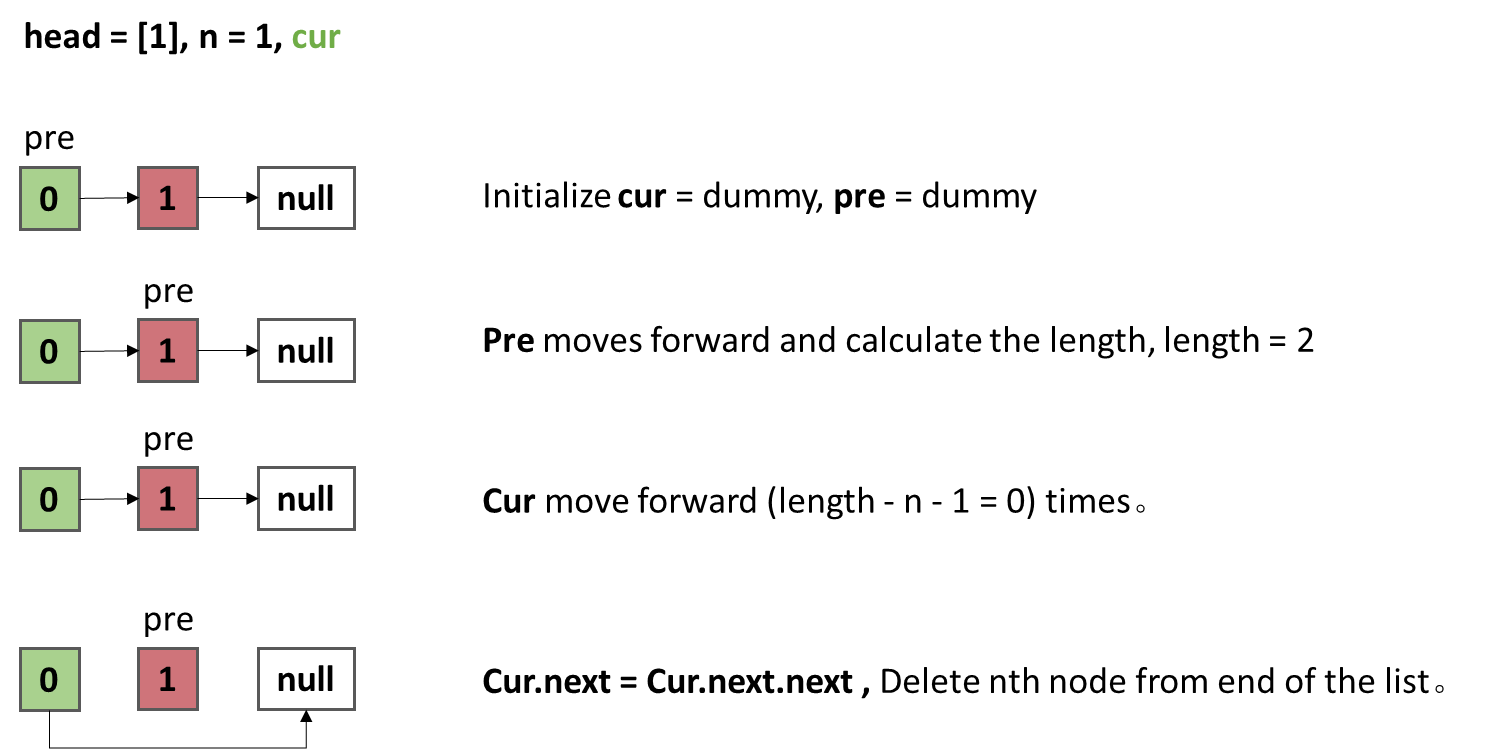 head = [1], n = 1, cur
pre
0 1 null Initialize cur = dummy, pre = dummy
pre
0 1 null Pre moves forward and calculate the length, length = 2
pre
0 1 null Cur move forward (length - n - 1 = 0) times。
pre
0 1 null Cur.next = Cur.next.next , Delete nth node from end of the list。